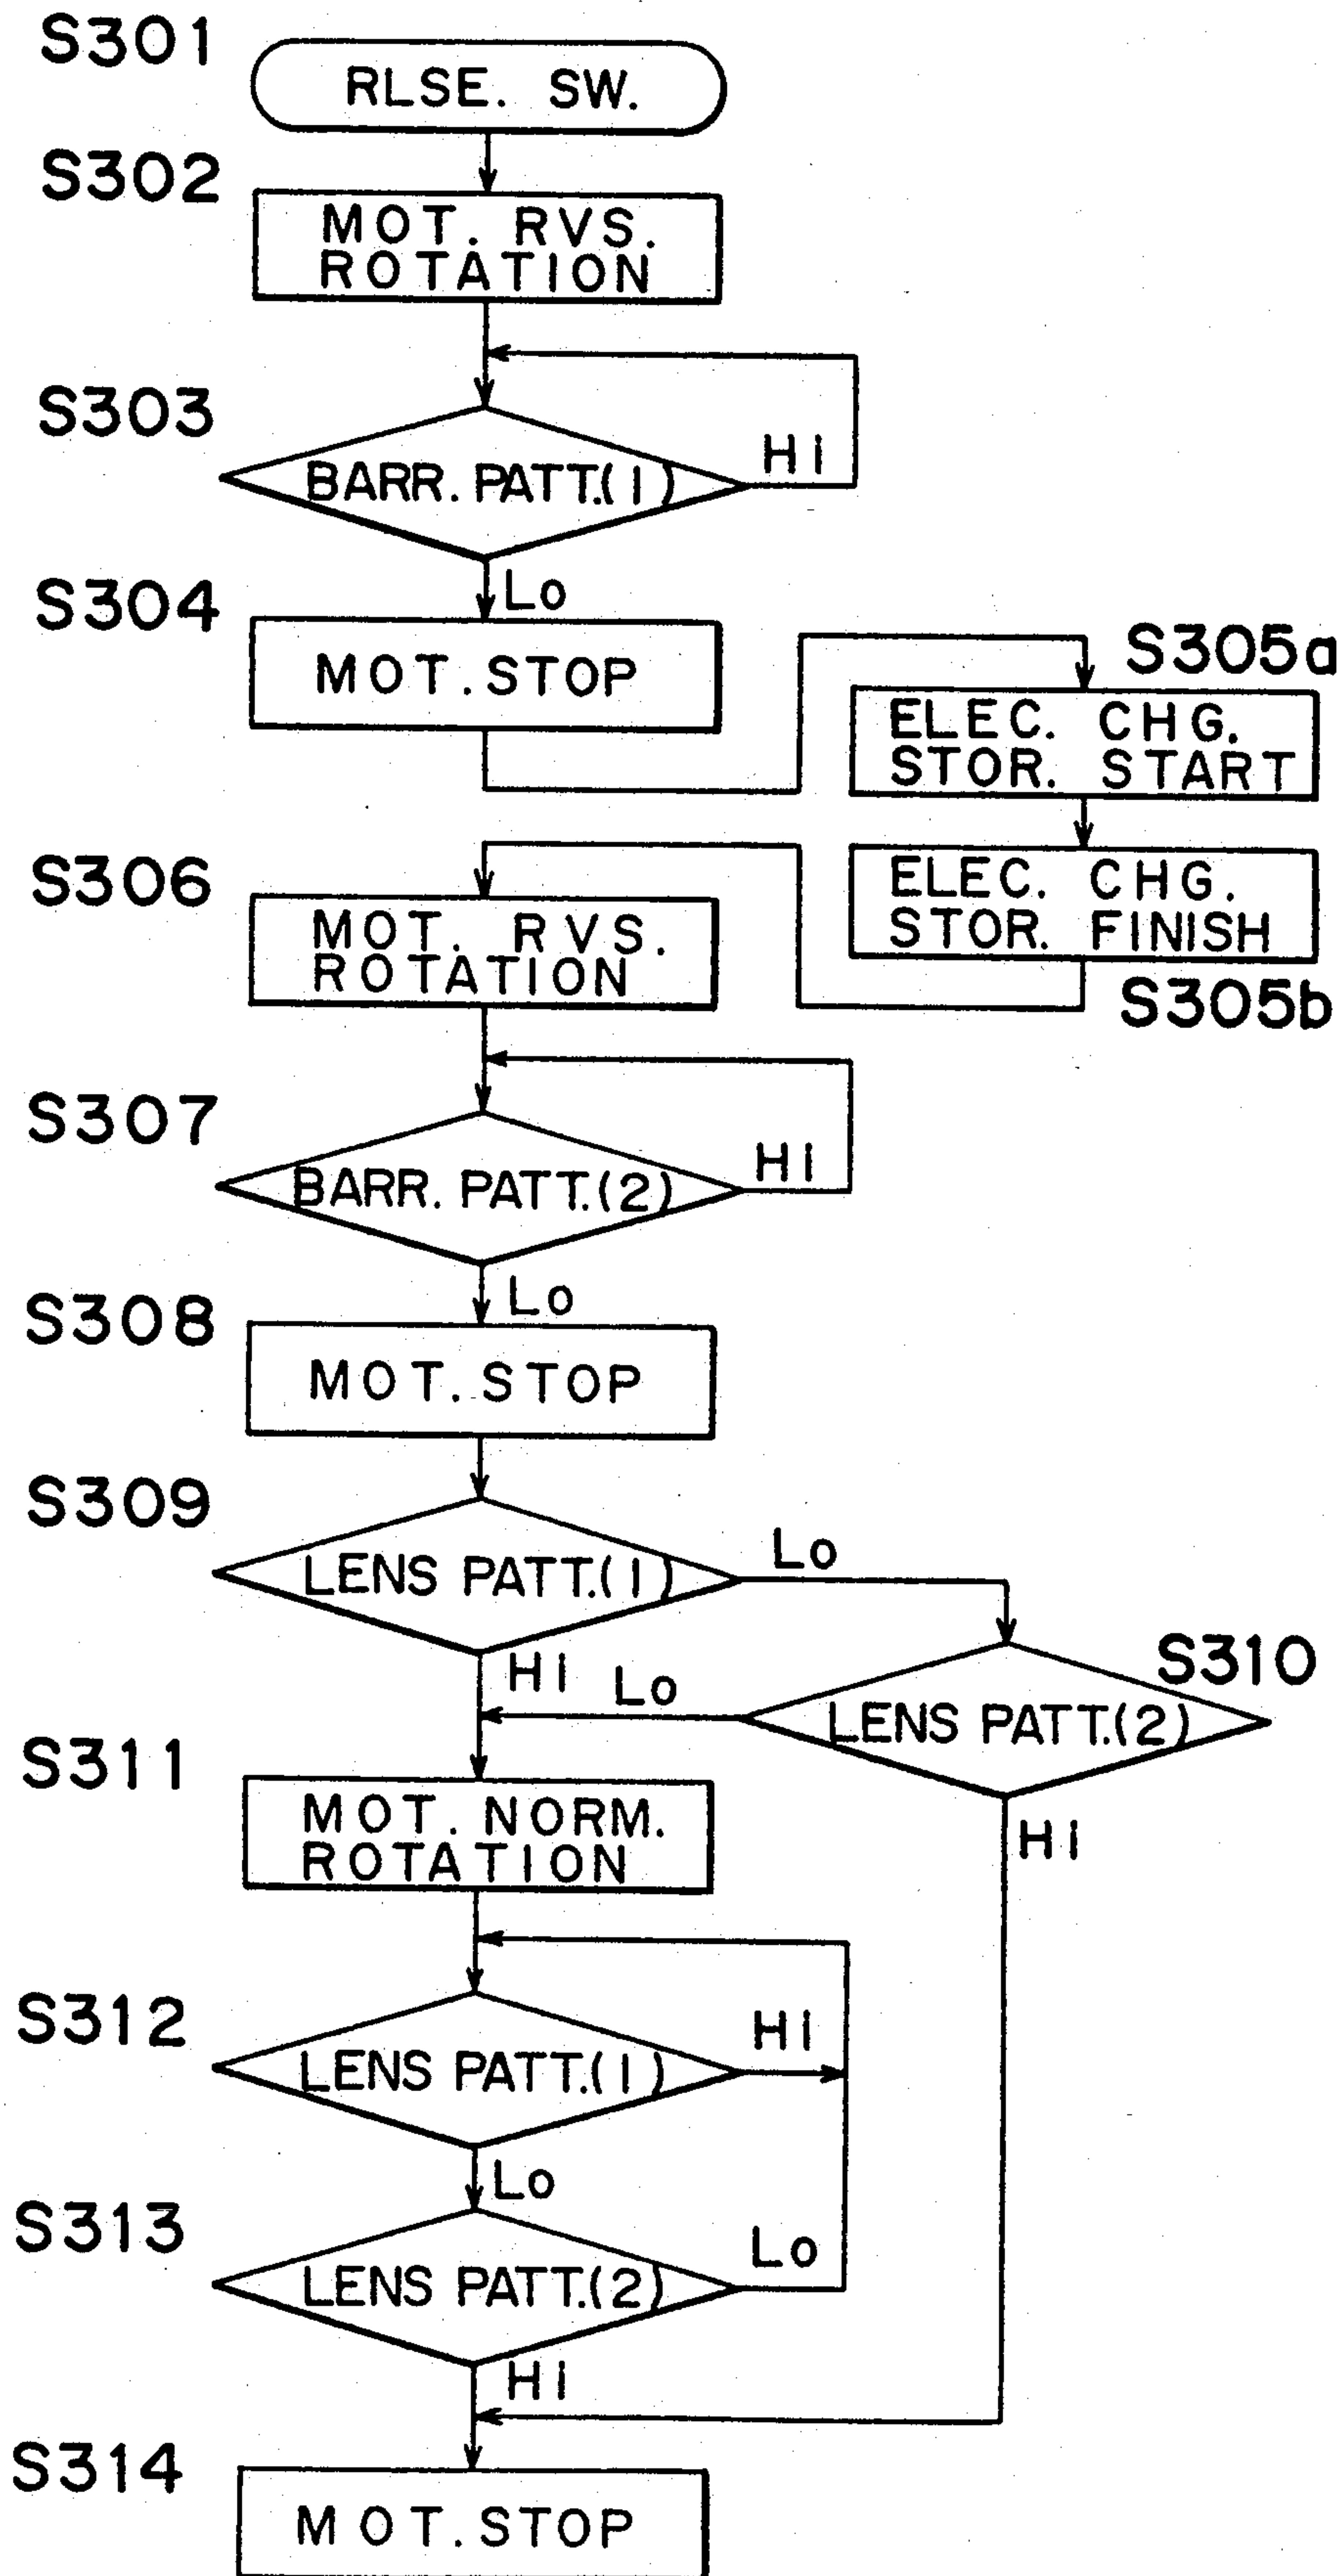 S301
RLSE. SW.
S302
MOT. RVS.
ROTATION
S303
BARR. PATT.(1)
Hi
Lo
S304
MOT. STOP
S305a
ELEC. CHG.
STOR. START
ELEC. CHG.
STOR. FINISH
S305b
S306
MOT. RVS.
ROTATION
S307
BARR. PATT.(2)
Hi
Lo
S308
MOT. STOP
S309
LENS PATT.(1)
Lo
Hi
S310
LENS PATT.(2)
Lo
Hi
S311
MOT. NORM.
ROTATION
S312
LENS PATT.(1)
Hi
Lo
S313
LENS PATT.(2)
Lo
Hi
S314
MOT. STOP